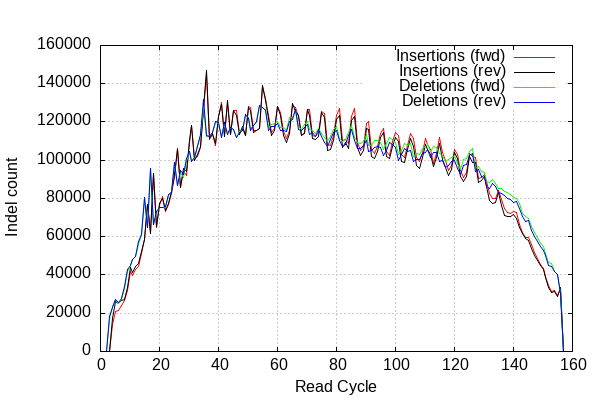 160000
140000
120000
100000
80000
60000
40000
20000
0
Indel count
Insertions (fwd)
Insertions (rev)
Deletions (fwd)
Deletions (rev)
0 20 40 60 80 100 120 140 160
Read Cycle